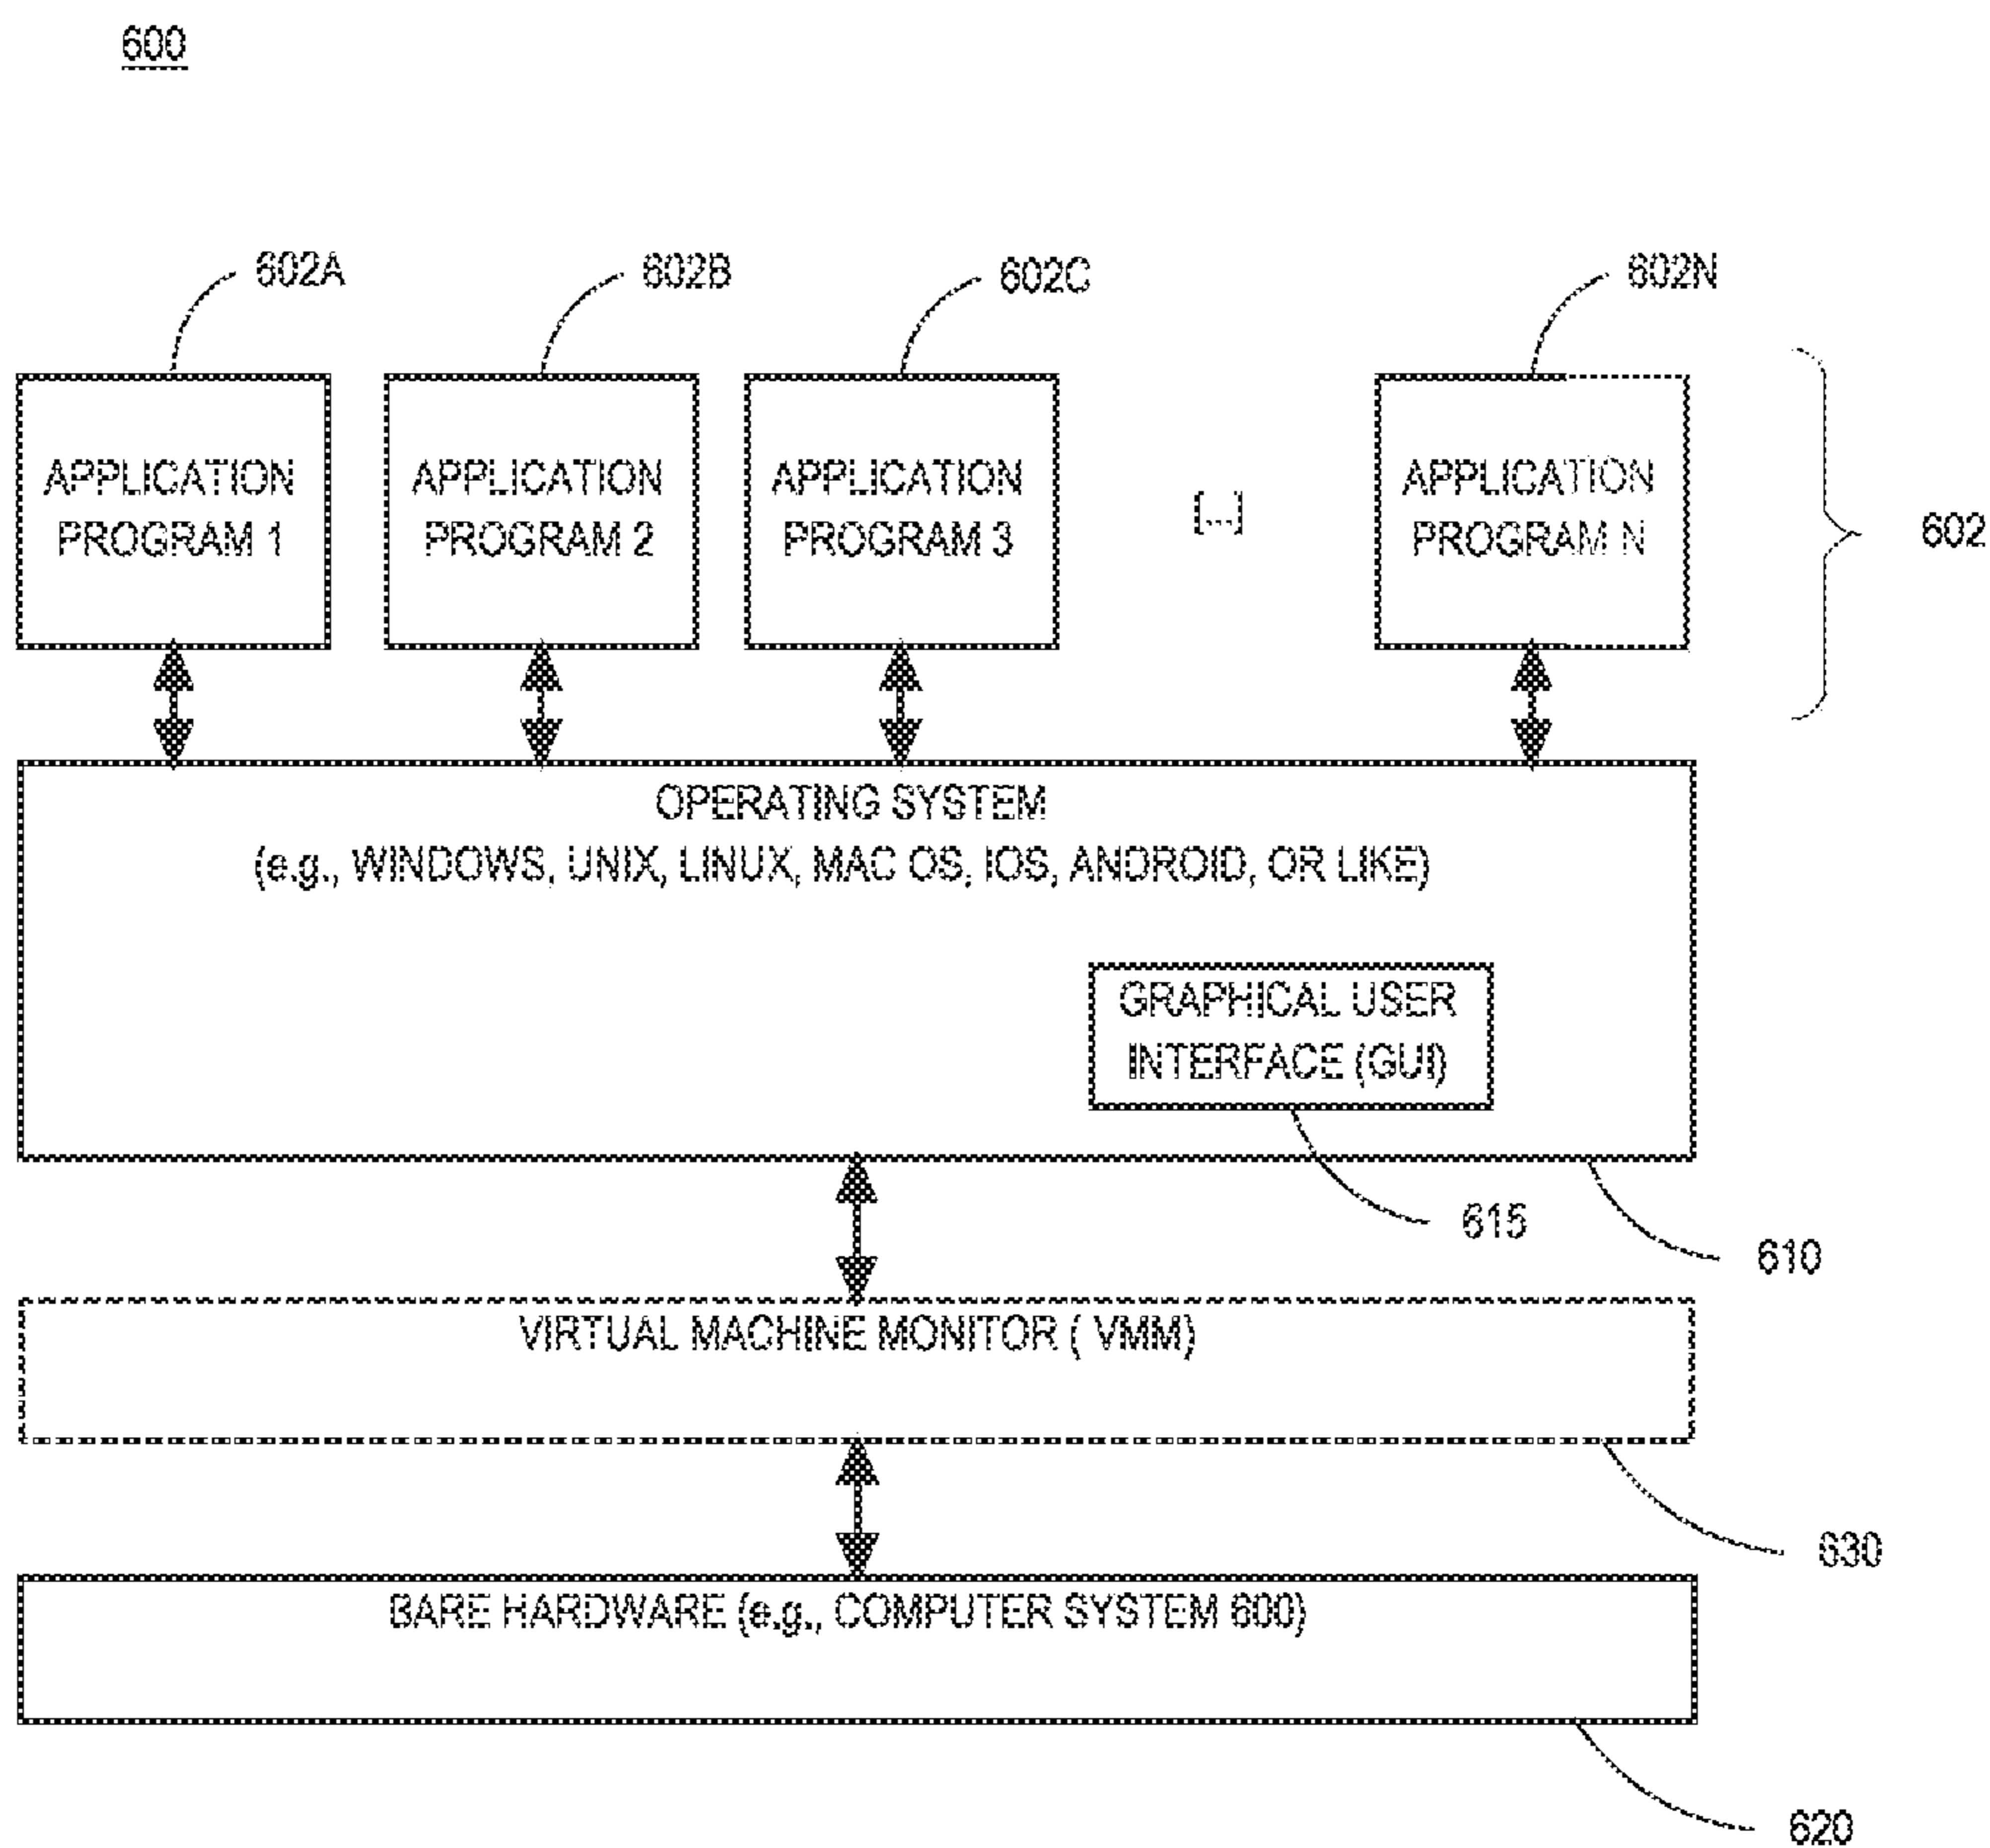 600
602A
602B
602C
602N
APPLICATION
PROGRAM 1
APPLICATION
PROGRAM 2
APPLICATION
PROGRAM 3
[...]
APPLICATION
PROGRAM N
602
OPERATING SYSTEM
(e.g., WINDOWS, UNIX, LINUX, MAC OS, IOS, ANDROID, OR LIKE)
GRAPHICAL USER
INTERFACE (GUI)
615
610
VIRTUAL MACHINE MONITOR ( VMM)
630
BARE HARDWARE (e.g., COMPUTER SYSTEM 600)
620